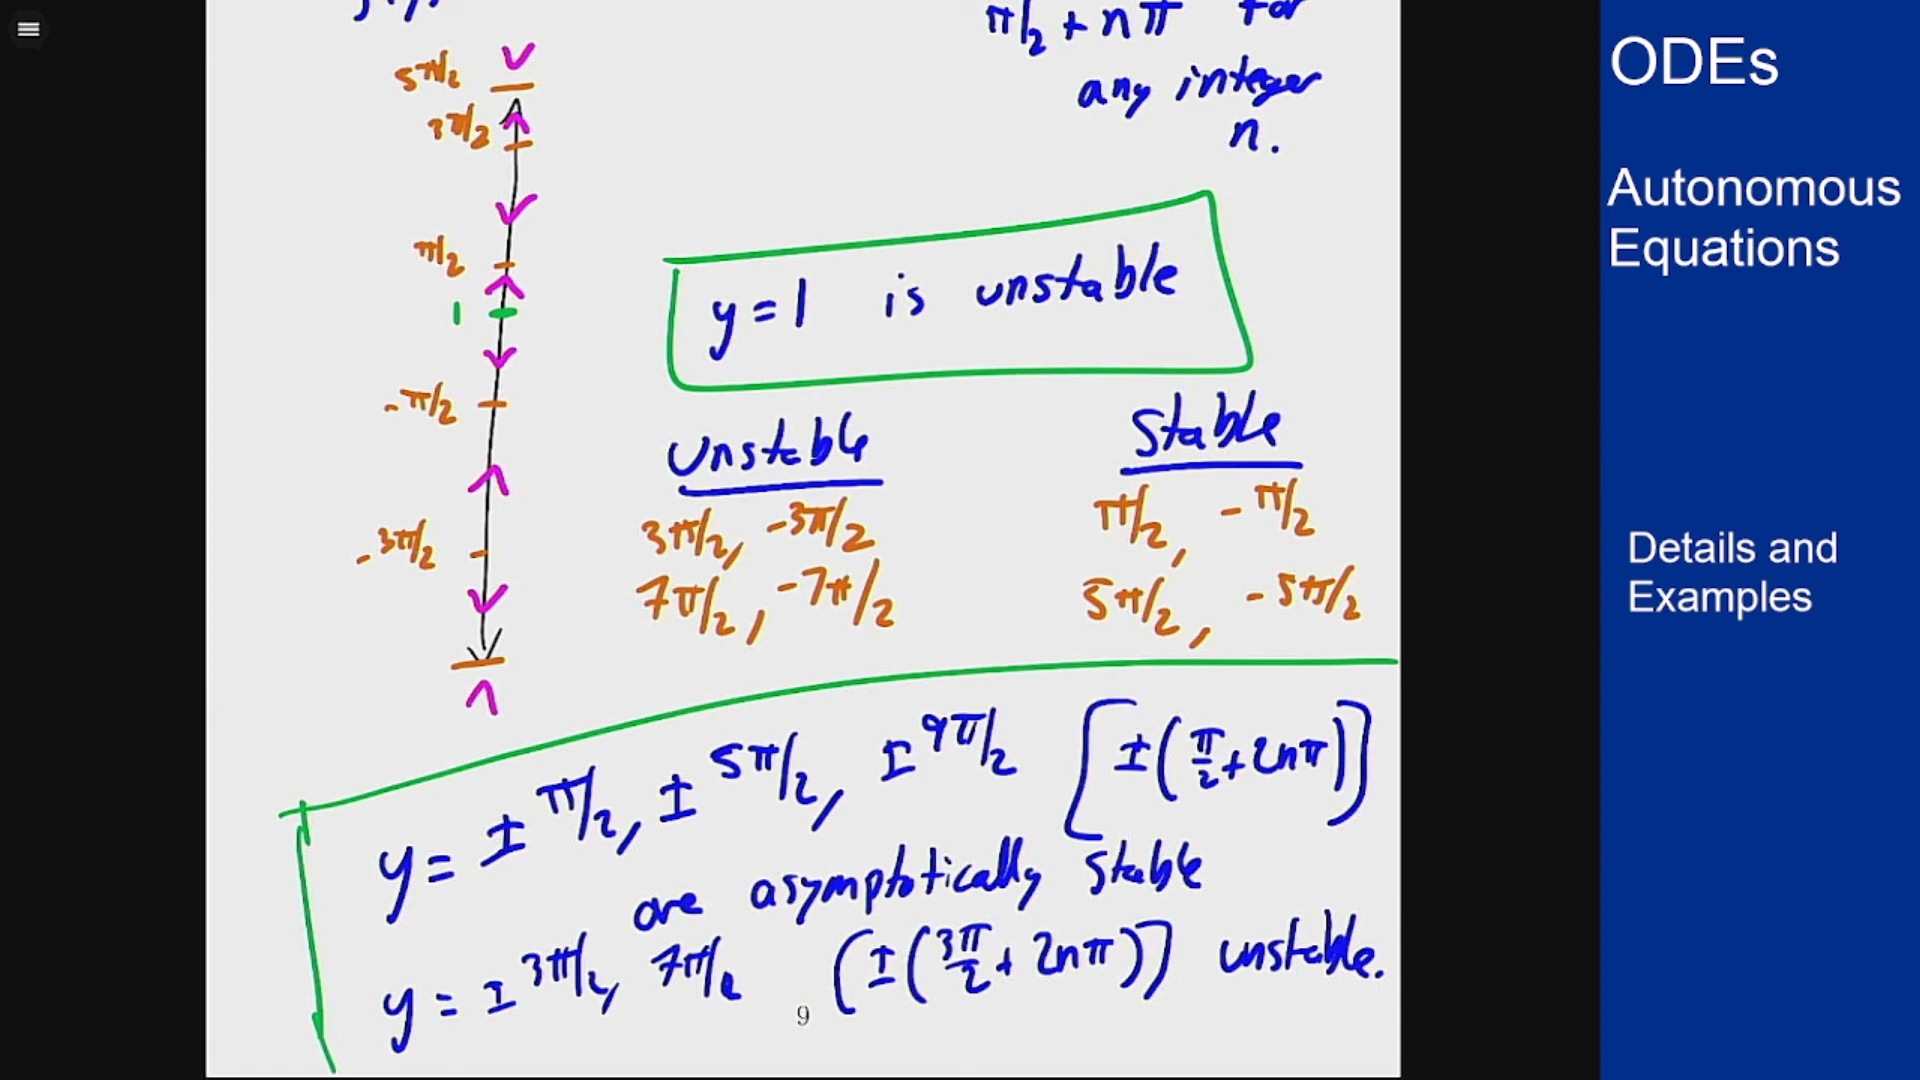 π/2 + nπ for
any integer
n.
5π/2
3π/2
π/2
1
-π/2
-3π/2
y=1 is unstable
Unstable
3π/2, -3π/2
7π/2, -7π/2
Stable
π/2, -π/2
5π/2, -5π/2
y= ±π/2, ±5π/2, ±9π/2 [±(π/2+2nπ)]
are asymptotically stable
y= ±3π/2, 7π/2 (±(3π/2+2nπ)] unstable.
9
ODEs
Autonomous
Equations
Details and
Examples